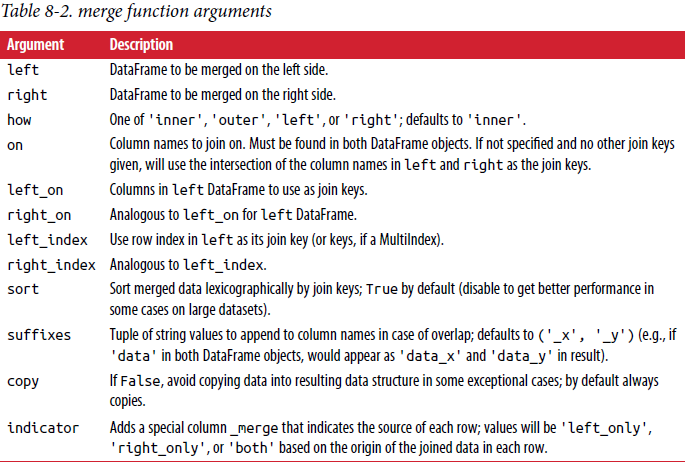 Table 8-2. merge function arguments
Argument Description
left DataFrame to be merged on the left side.
right DataFrame to be merged on the right side.
how One of 'inner', 'outer', 'left', or 'right'; defaults to 'inner'.
on Column names to join on. Must be found in both DataFrame objects. If not specified and no other join keys
given, will use the intersection of the column names in left and right as the join keys.
left_on Columns in left DataFrame to use as join keys.
right_on Analogous to left_on for left DataFrame.
left_index Use row index in left as its join key (or keys, if a MultiIndex).
right_index Analogous to left_index.
sort Sort merged data lexicographically by join keys; True by default (disable to get better performance in
some cases on large datasets).
suffixes Tuple of string values to append to column names in case of overlap; defaults to ('_x', '_y') (e.g., if
'data' in both DataFrame objects, would appear as 'data_x' and 'data_y' in result).
copy If False, avoid copying data into resulting data structure in some exceptional cases; by default always
copies.
indicator Adds a special column _merge that indicates the source of each row; values will be 'left_only',
'right_only', or 'both' based on the origin of the joined data in each row.